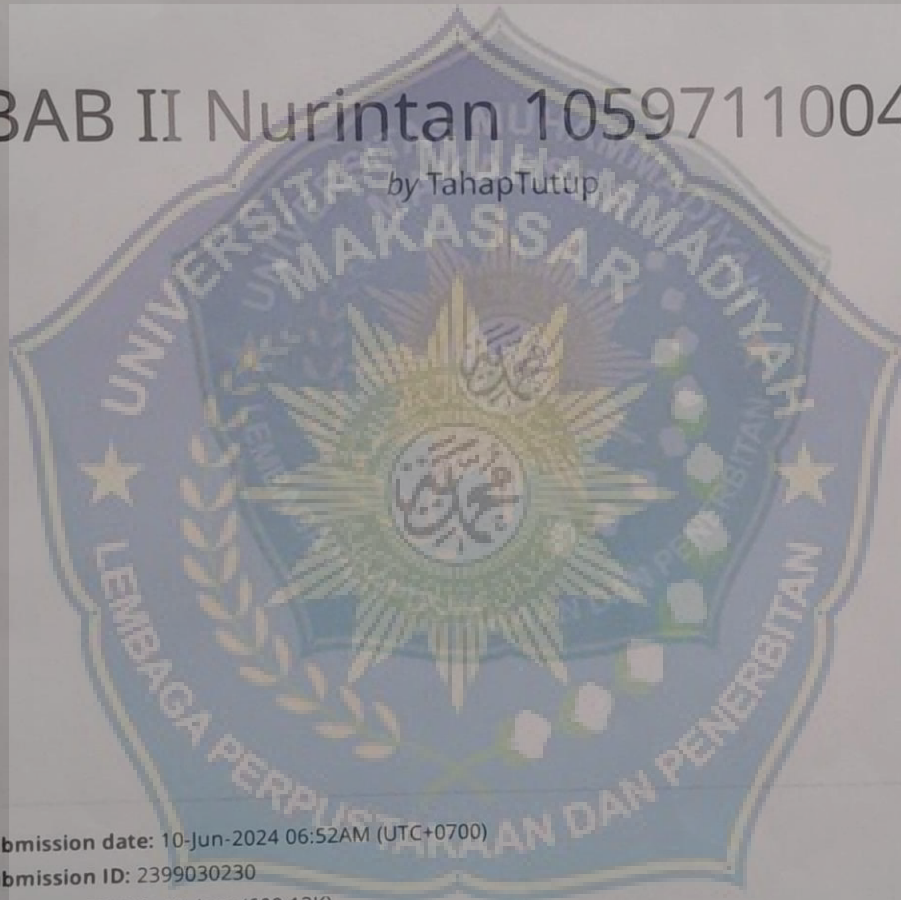 BAB II Nurintan 1059711004
by TahapTutup
UNIVERSITAS MUHAMMADIYAH
MAKASSAR
LEMBAGA PERPUSTAKAAN DAN PENERBITAN
bmission date: 10-Jun-2024 06:52AM (UTC+0700)
bmission ID: 2399030230